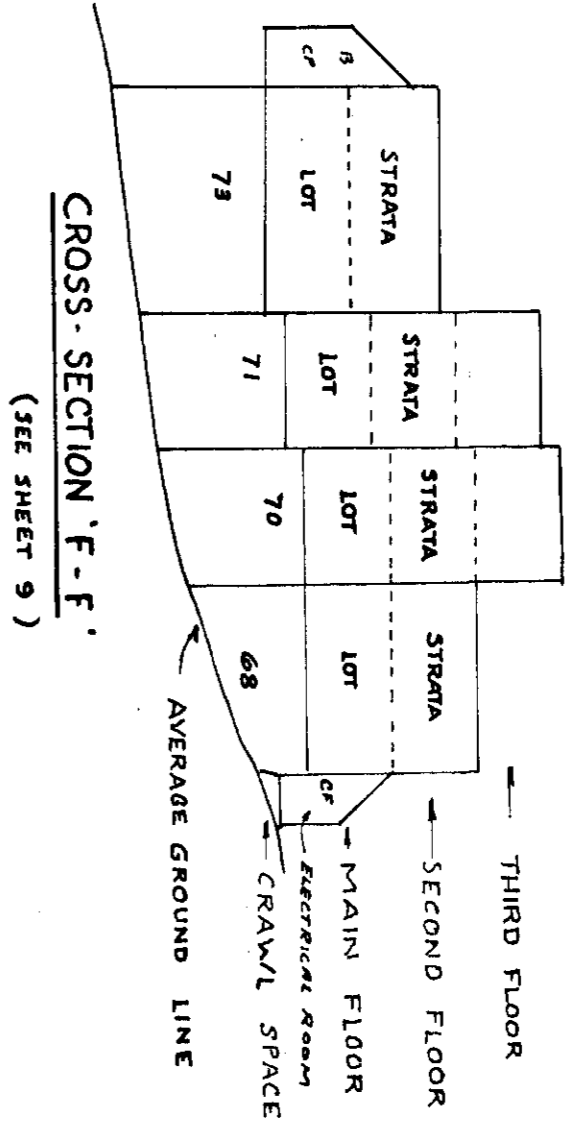 THIRD FLOOR
SECOND FLOOR
MAIN FLOOR
ELECTRICAL ROOM
CRAWL SPACE
AVERAGE GROUND LINE
B
CP
STRATA
LOT
73
STRATA
LOT
71
STRATA
LOT
70
STRATA
LOT
68
CF
CROSS-SECTION 'F-F'
(SEE SHEET 9)